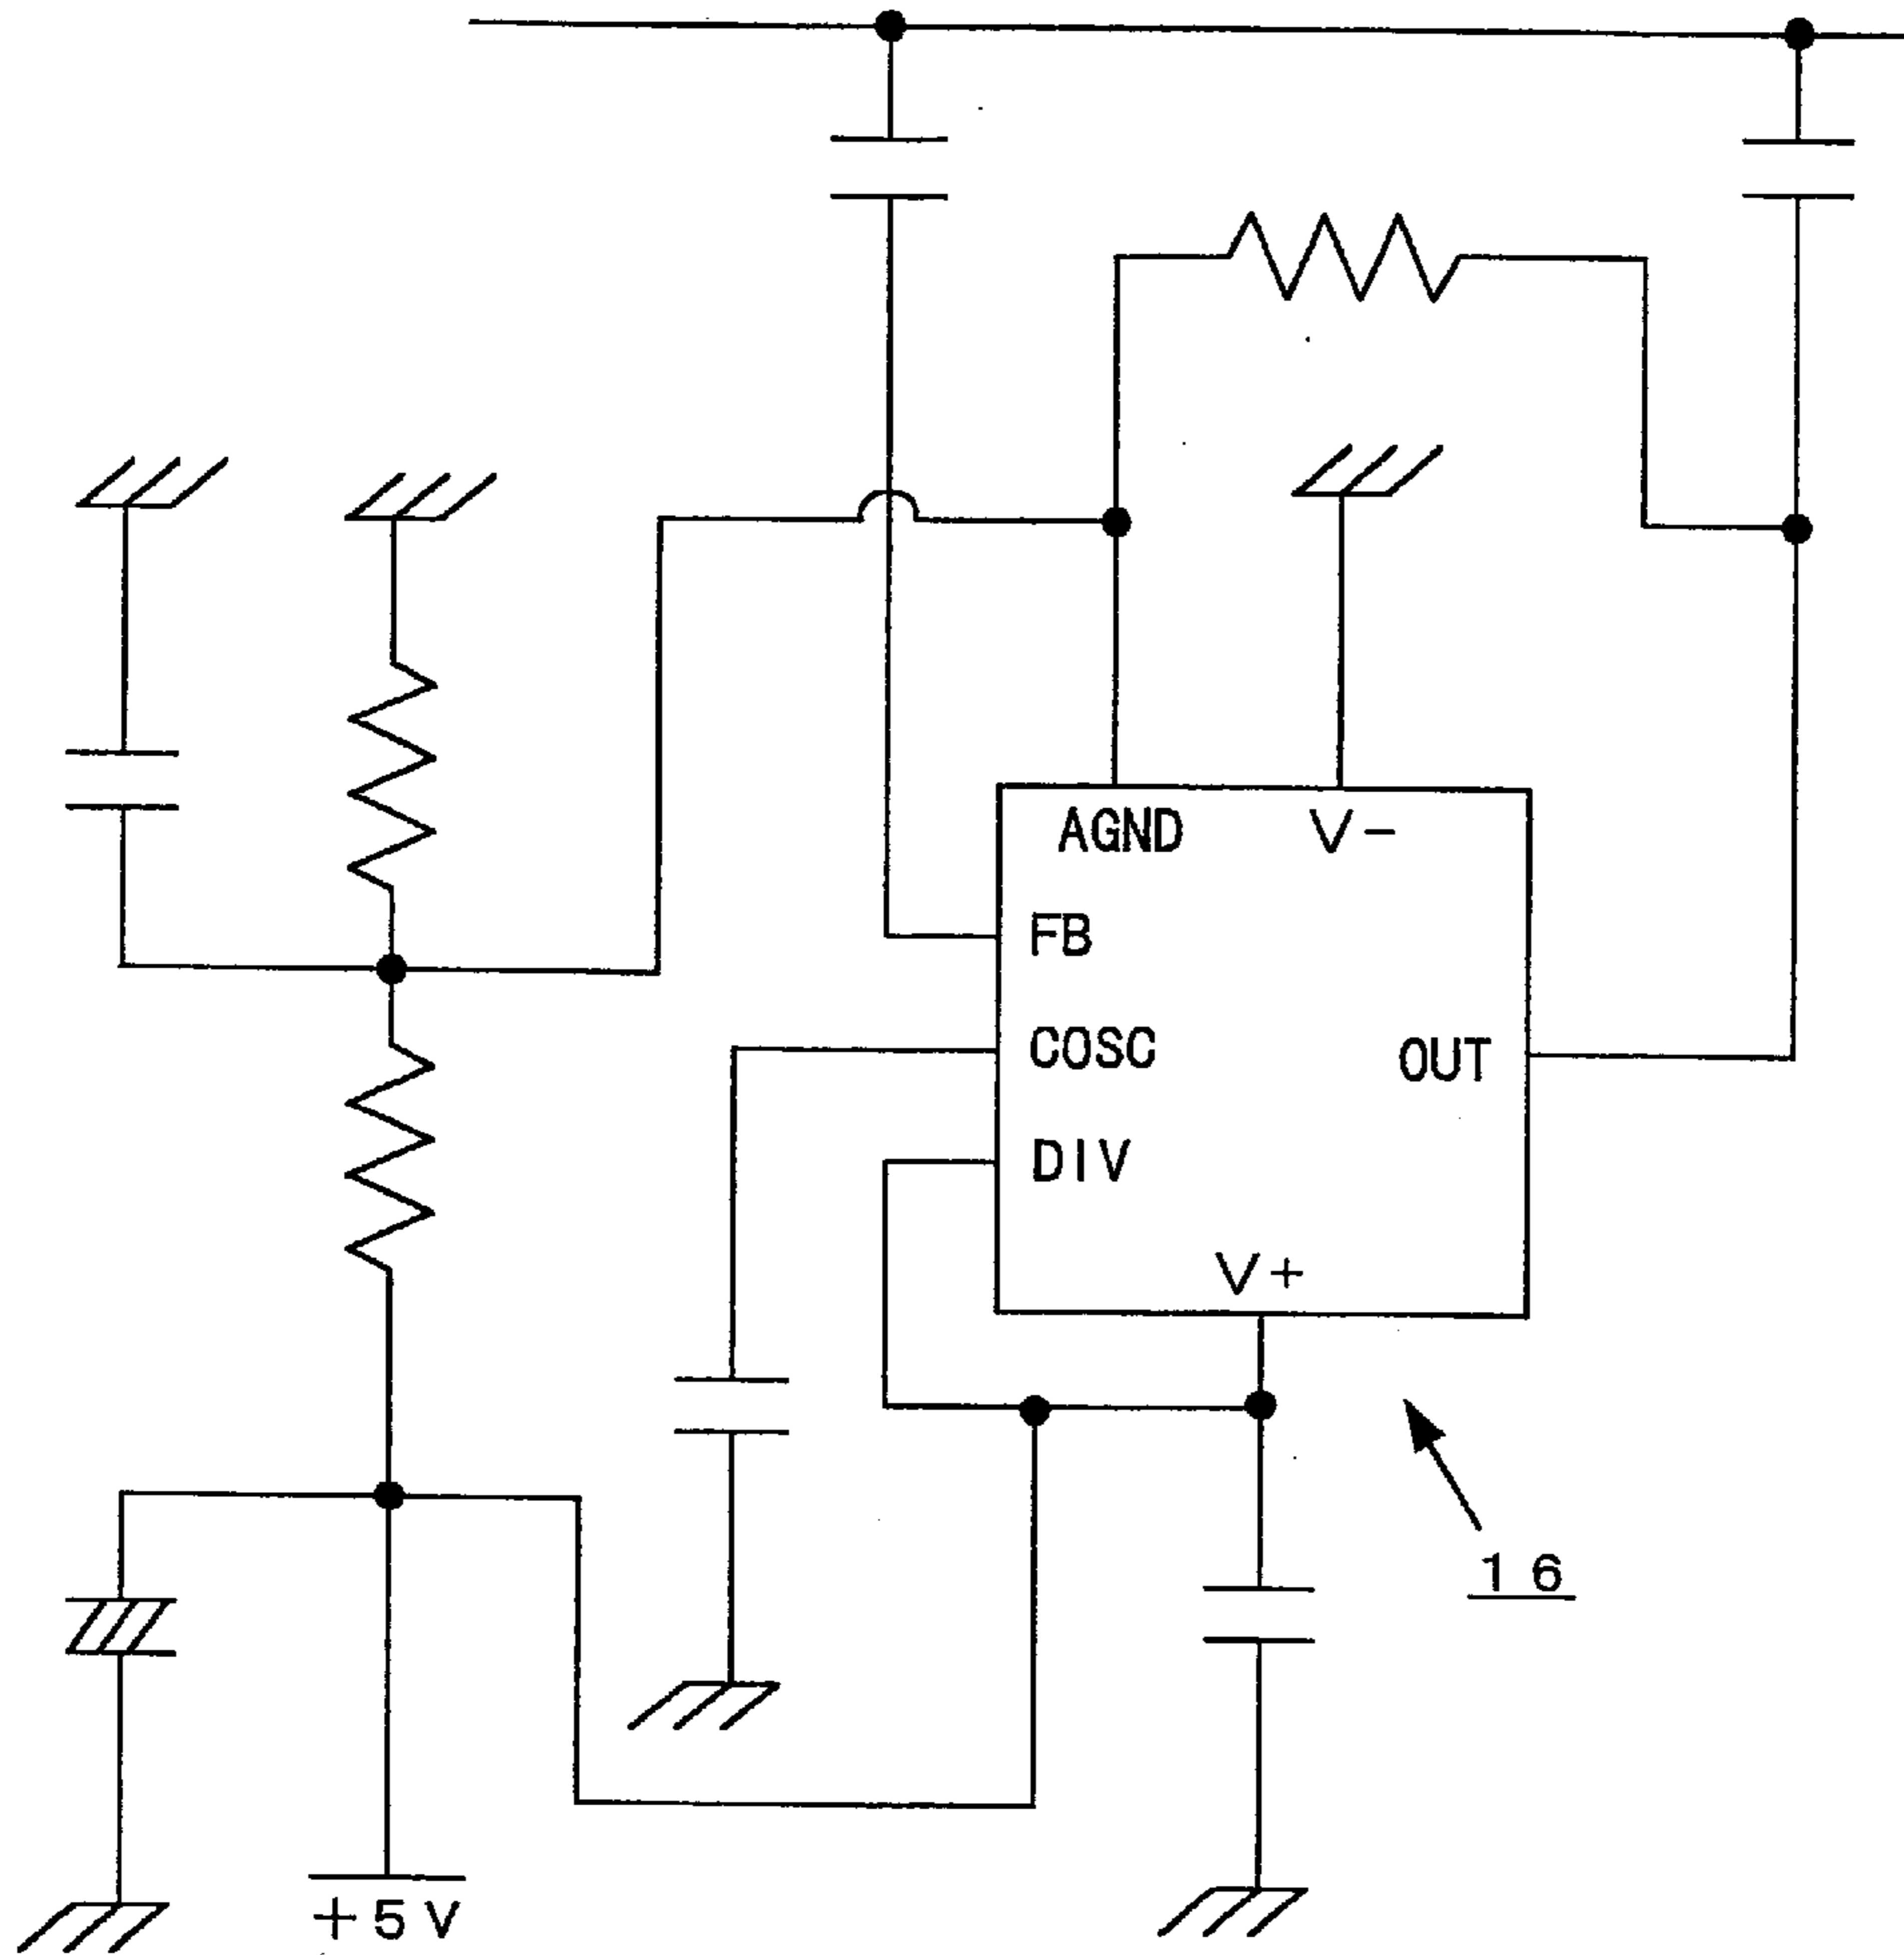 AGND V-
FB
COSC
OUT
DIV
V+
16
+5V